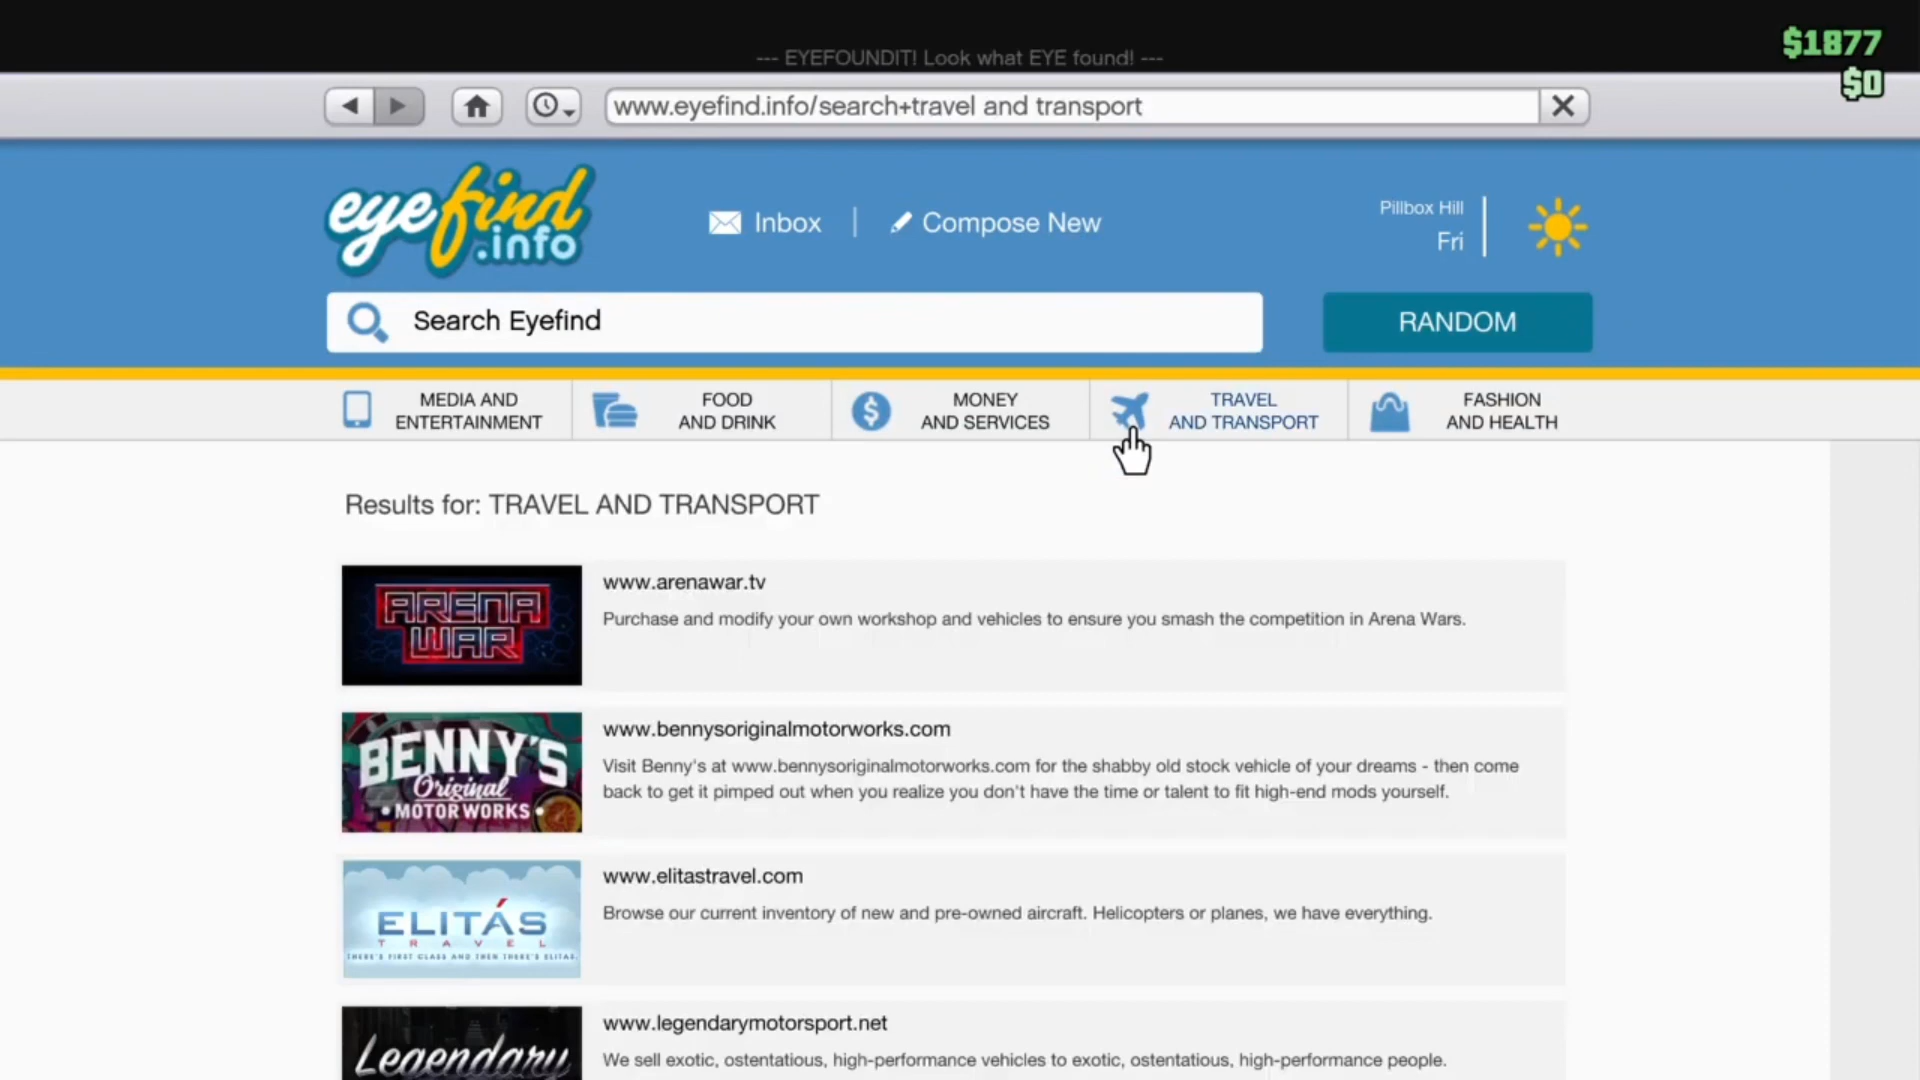 --- EYEFOUNDIT! Look what EYE found! ---
$1877
$0
www.eyefind.info/search+travel and transport
eyefind
.info
Inbox
Compose New
Pillbox Hill
Fri
Search Eyefind
RANDOM
MEDIA AND
ENTERTAINMENT
FOOD
AND DRINK
MONEY
AND SERVICES
TRAVEL
AND TRANSPORT
FASHION
AND HEALTH
Results for: TRAVEL AND TRANSPORT
ARENA
WAR
www.arenawar.tv
Purchase and modify your own workshop and vehicles to ensure you smash the competition in Arena Wars.
BENNY'S
Original
• MOTOR WORKS •
www.bennysoriginalmotorworks.com
Visit Benny's at www.bennysoriginalmotorworks.com for the shabby old stock vehicle of your dreams - then come
back to get it pimped out when you realize you don't have the time or talent to fit high-end mods yourself.
ELITÁS
TRAVEL
THERE'S FIRST CLASS AND THEN THERE'S ELITAS.
www.elitastravel.com
Browse our current inventory of new and pre-owned aircraft. Helicopters or planes, we have everything.
Legendary
www.legendarymotorsport.net
We sell exotic, ostentatious, high-performance vehicles to exotic, ostentatious, high-performance people.